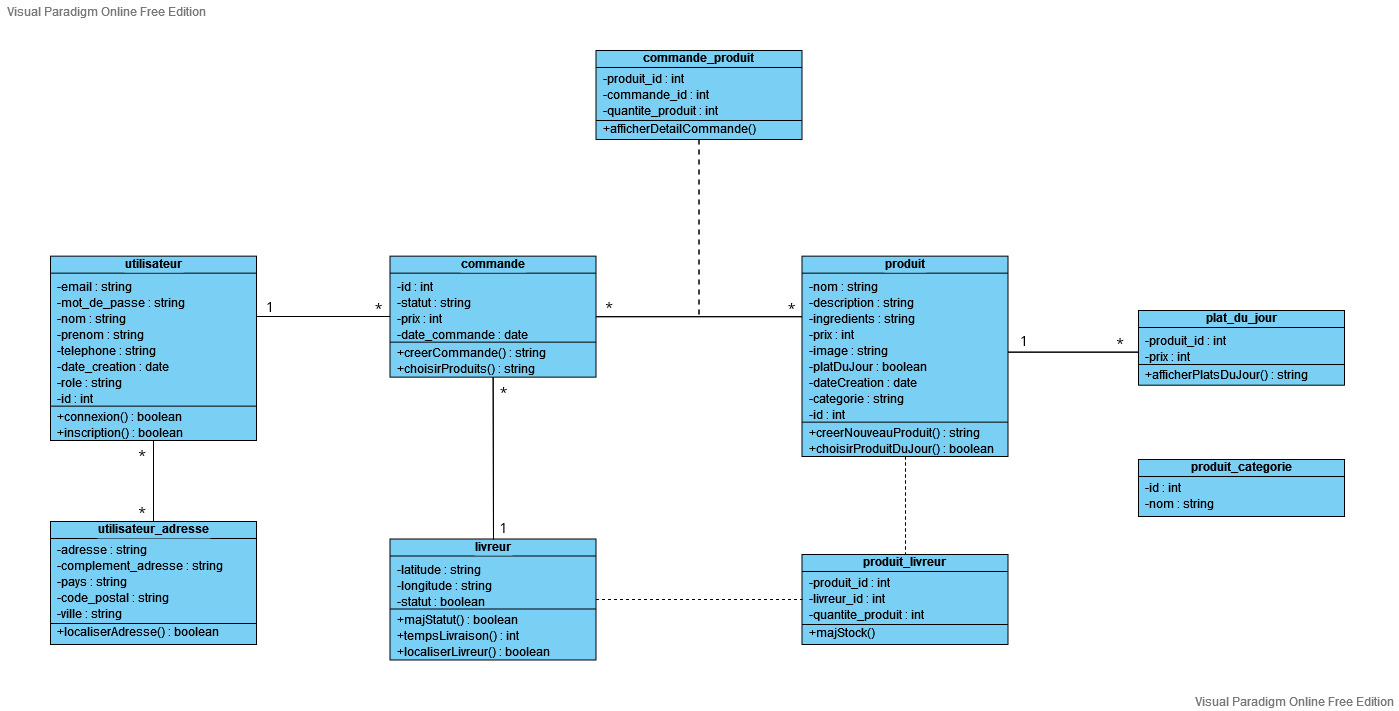 Visual Paradigm Online Free Edition
commande_produit
-produit_id : int
-commande_id : int
-quantite_produit : int
+afficherDetailCommande()
utilisateur
-email : string
-mot_de_passe : string
-nom : string
-prenom : string
-telephone : string
-date_creation : date
-role : string
-id : int
+connexion() : boolean
+inscription() : boolean
1
*
commande
-id : int
-statut : string
-prix : int
-date_commande : date
+creerCommande() : string
+choisirProduits() : string
*
*
produit
-nom : string
-description : string
-ingredients : string
-prix : int
-image : string
-platDuJour : boolean
-dateCreation : date
-categorie : string
-id : int
+creerNouveauProduit() : string
+choisirProduitDuJour() : boolean
1
*
plat_du_jour
-produit_id : int
-prix : int
+afficherPlatsDuJour() : string
produit_categorie
-id : int
-nom : string
*
*
utilisateur_adresse
-adresse : string
-complement_adresse : string
-pays : string
-code_postal : string
-ville : string
+localiserAdresse() : boolean
*
1
livreur
-latitude : string
-longitude : string
-statut : boolean
+majStatut() : boolean
+tempsLivraison() : int
+localiserLivreur() : boolean
produit_livreur
-produit_id : int
-livreur_id : int
-quantite_produit : int
+majStock()
Visual Paradigm Online Free Edition